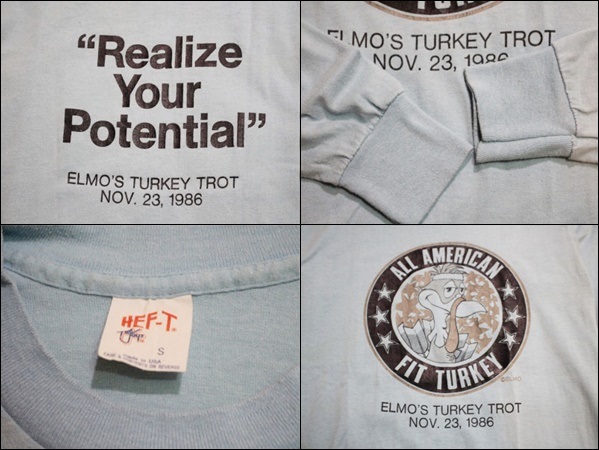 “Realize
Your
Potential”
ELMO'S TURKEY TROT
NOV. 23, 1986
ELMO'S TURKEY TROT
NOV. 23, 1986
HEF-T
S
ALL AMERICAN
FIT TURKEY
©ELMO
ELMO'S TURKEY TROT
NOV. 23, 1986